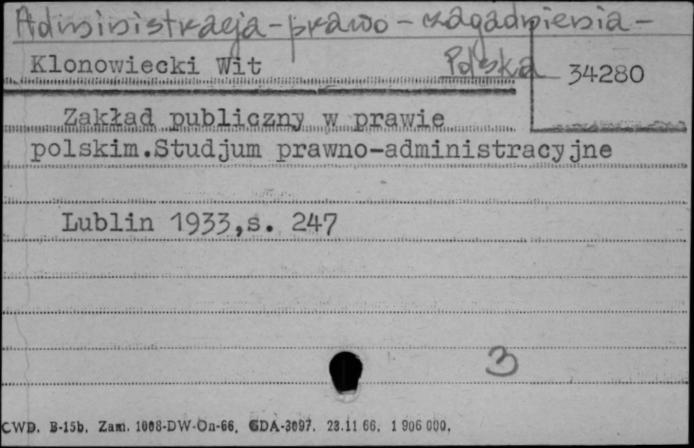 Administracja - prawo - zagadnienia -
Polska
Klonowiecki Wit
34280
Zakład publiczny w prawie
polskim.Studjum prawno-administracyjne
Lublin 1933,s. 247
3
CWD. B-15b. Zam. 1008-DW-On-66. GDA-3097. 23.11 66. 1 906 000.